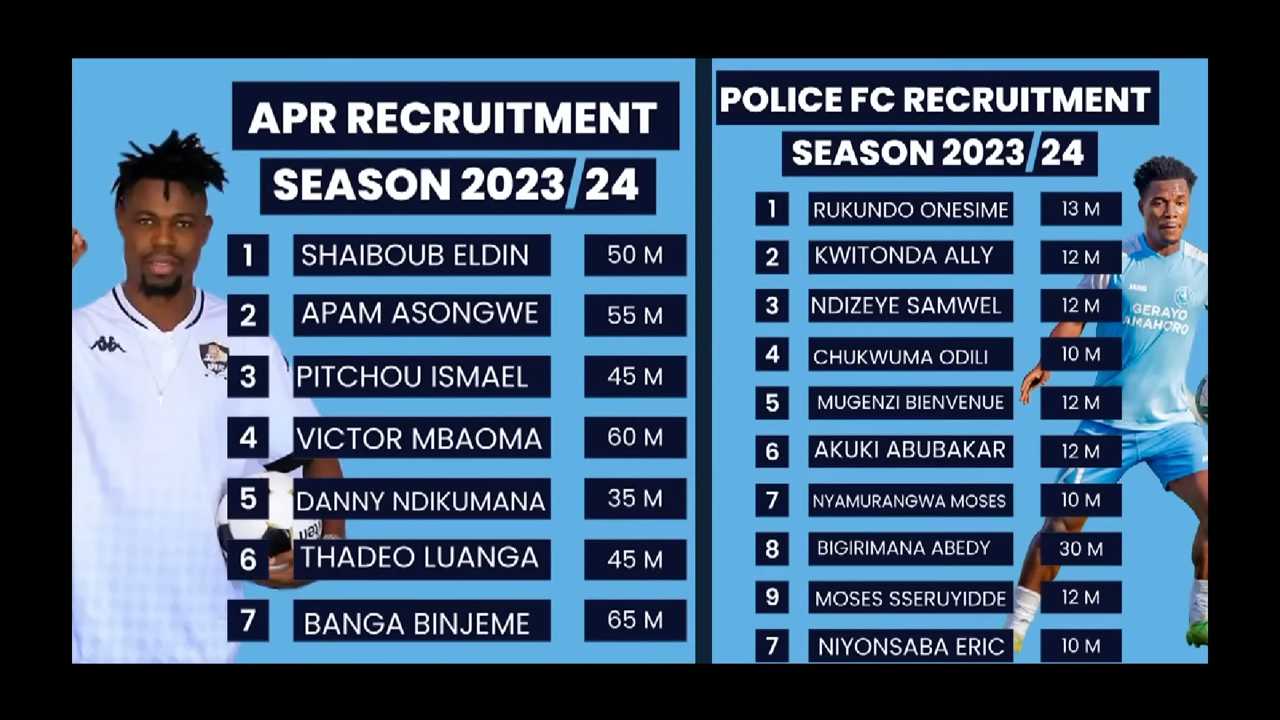 APR RECRUITMENT
SEASON 2023/24
1 SHAIBOUB ELDIN 50 M
2 APAM ASONGWE 55 M
3 PITCHOU ISMAEL 45 M
4 VICTOR MBAOMA 60 M
5 DANNY NDIKUMANA 35 M
6 THADEO LUANGA 45 M
7 BANGA BINJEME 65 M
POLICE FC RECRUITMENT
SEASON 2023/24
1 RUKUNDO ONESIME 13 M
2 KWITONDA ALLY 12 M
3 NDIZEYE SAMWEL 12 M
4 CHUKWUMA ODILI 10 M
5 MUGENZI BIENVENUE 12 M
6 AKUKI ABUBAKAR 12 M
7 NYAMURANGWA MOSES 10 M
8 BIGIRIMANA ABEDY 30 M
9 MOSES SSERUYIDDE 12 M
7 NIYONSABA ERIC 10 M
JAKO
GERAYO
AMAHORO